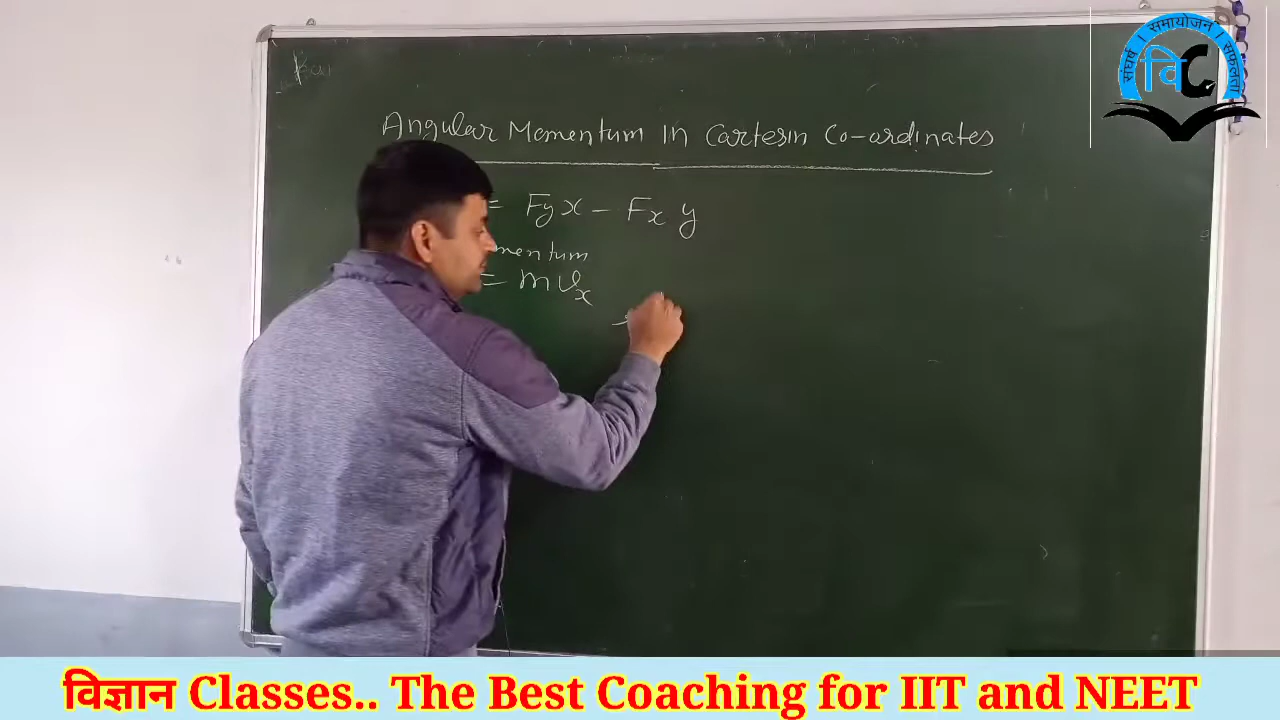 संघर्ष । समायोजन । सफलता
वि C
Angular Momentum in Cartesin Co-ordinates
= Fy x - Fx y
mentum
= m vx
विज्ञान Classes.. The Best Coaching for IIT and NEET